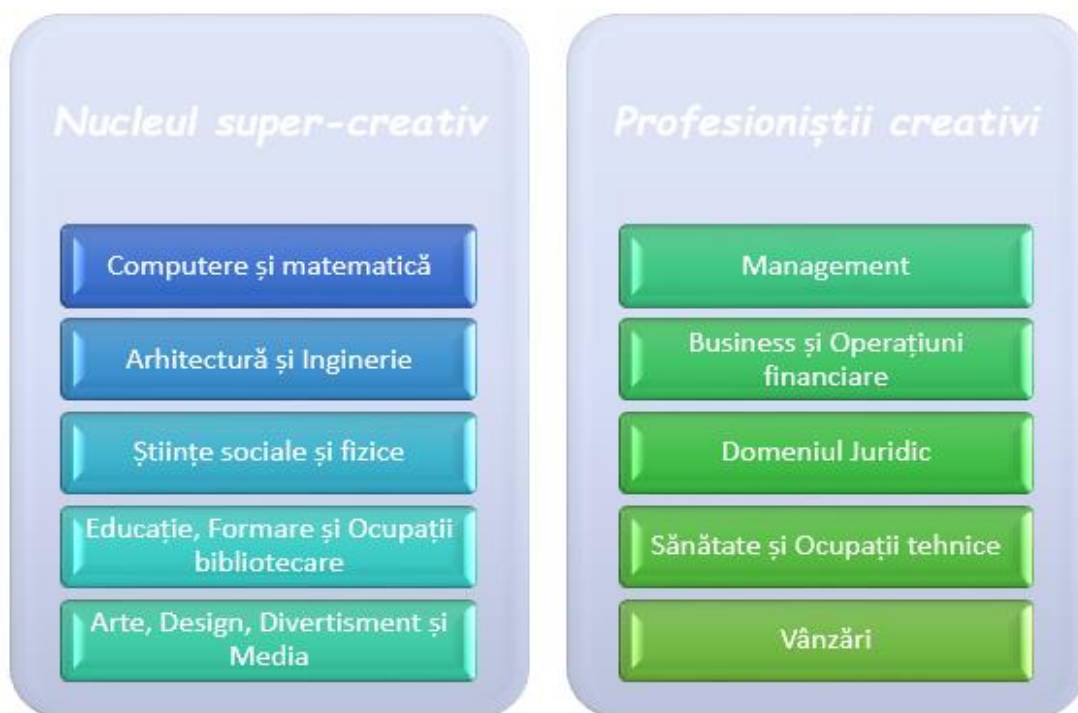 Nucleul super-creativ
Computere și matematică
Arhitectură și Inginerie
Științe sociale și fizice
Educație, Formare și Ocupații
bibliotecare
Arte, Design, Divertisment și
Media
Profesioniștii creativi
Management
Business și Operațiuni
financiare
Domeniul Juridic
Sănătate și Ocupații tehnice
Vânzări